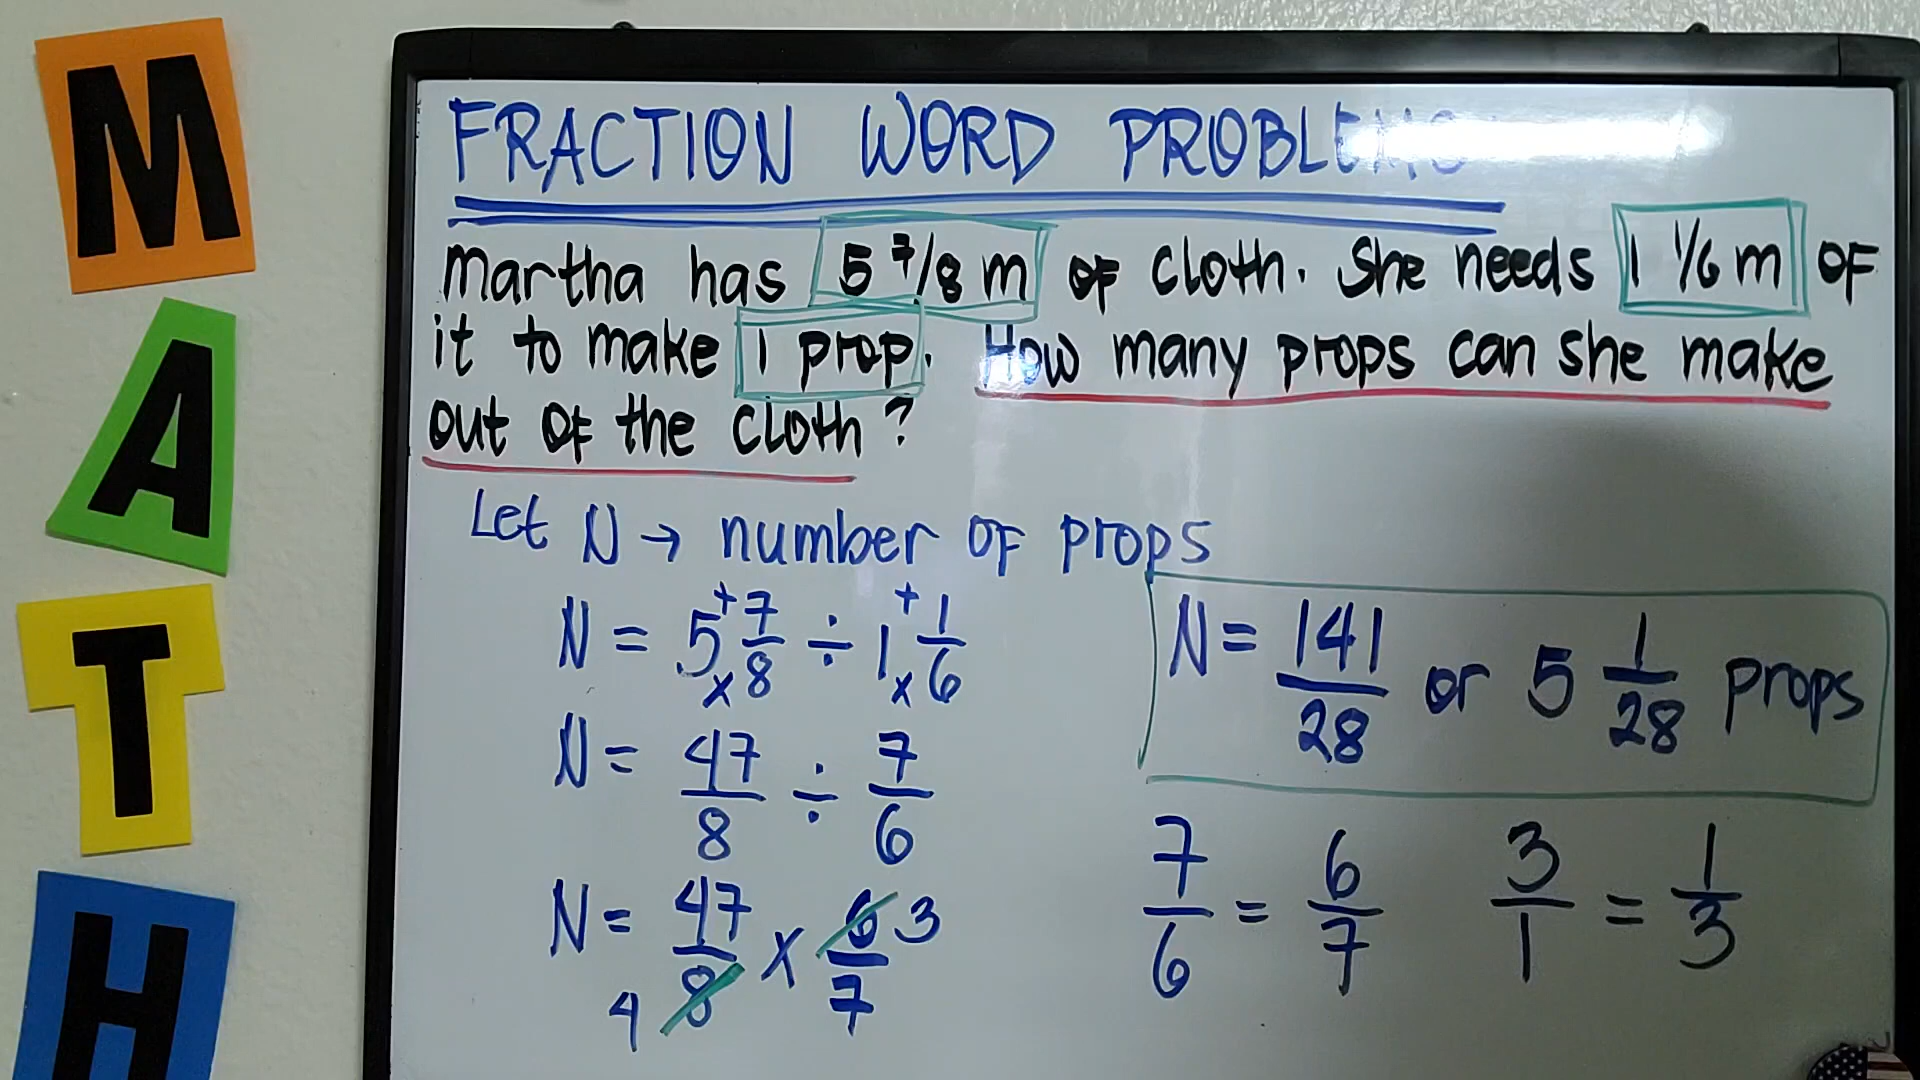 MATH
FRACTION WORD PROBLEMS
Martha has 5 7/8 m OF cloth. She needs 1 1/6 m OF
it to make 1 prop. How many props can she make
out OF the cloth?
Let N → number OF props
N = 5 + 7/8 x ÷ 1 + 1/6 x
N = 47/8 ÷ 7/6
N = 47/8 4 x 6/7 3
N = 141/28 or 5 1/28 props
7/6 = 6/7 3/1 = 1/3